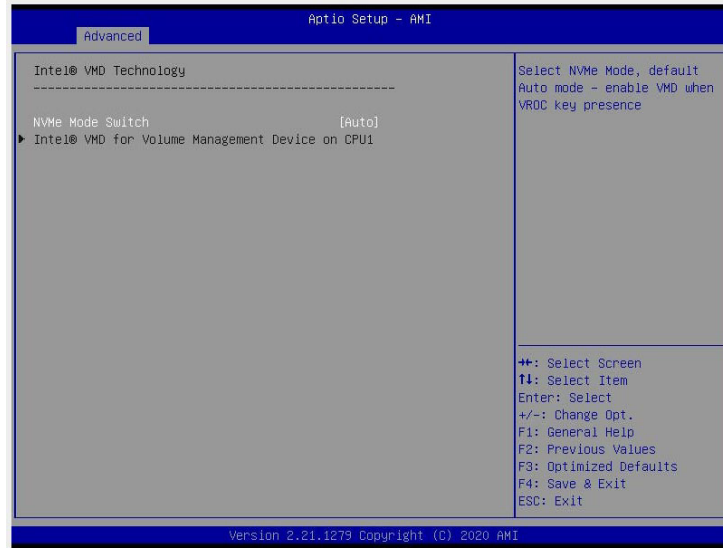 Aptio Setup – AMI
Advanced
Intel® VMD Technology
--------------------------------------------------
NVMe Mode Switch [Auto]
Intel® VMD for Volume Management Device on CPU1
Select NVMe Mode, default
Auto mode – enable VMD when
VROC key presence
→←: Select Screen
↑↓: Select Item
Enter: Select
+/-: Change Opt.
F1: General Help
F2: Previous Values
F3: Optimized Defaults
F4: Save & Exit
ESC: Exit
Version 2.21.1279 Copyright (C) 2020 AMI